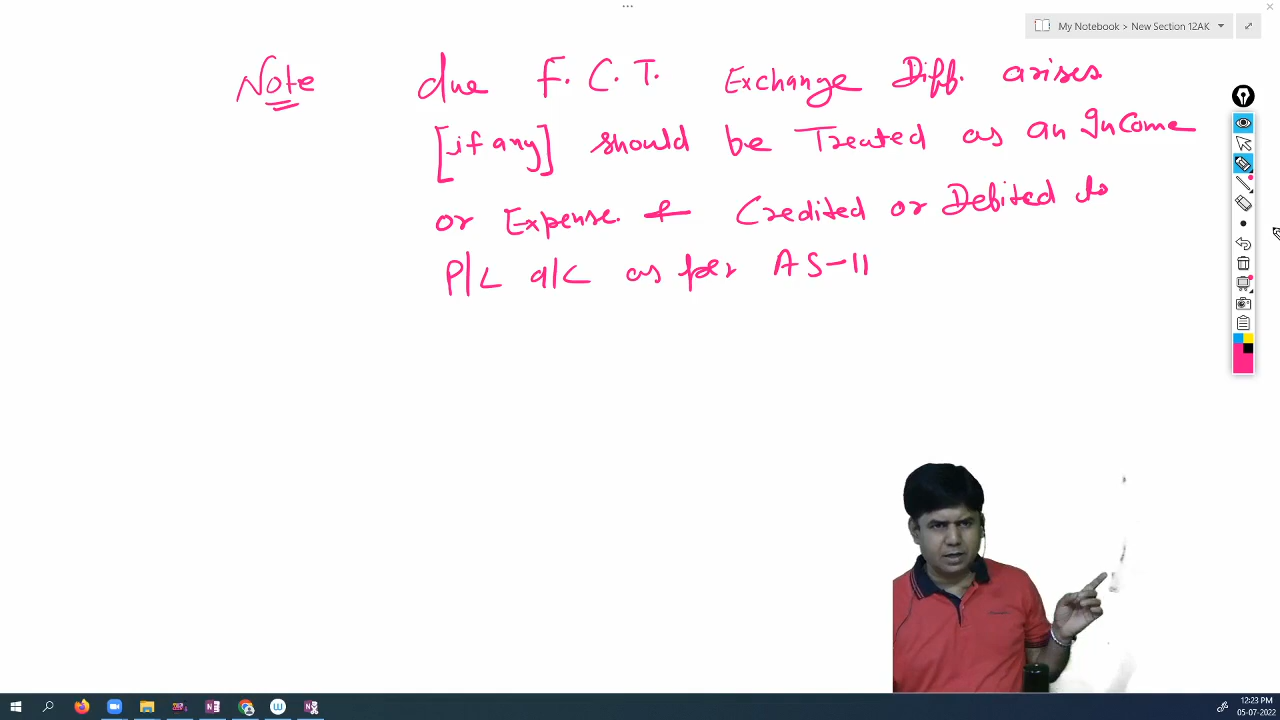 My Notebook > New Section 12AK
Note due F. C. T. Exchange Diff. arises
[if any] should be Treated as an Income
or Expense & Credited or Debited to
P/L a/c as per AS-11
12:23 PM
05-07-2022